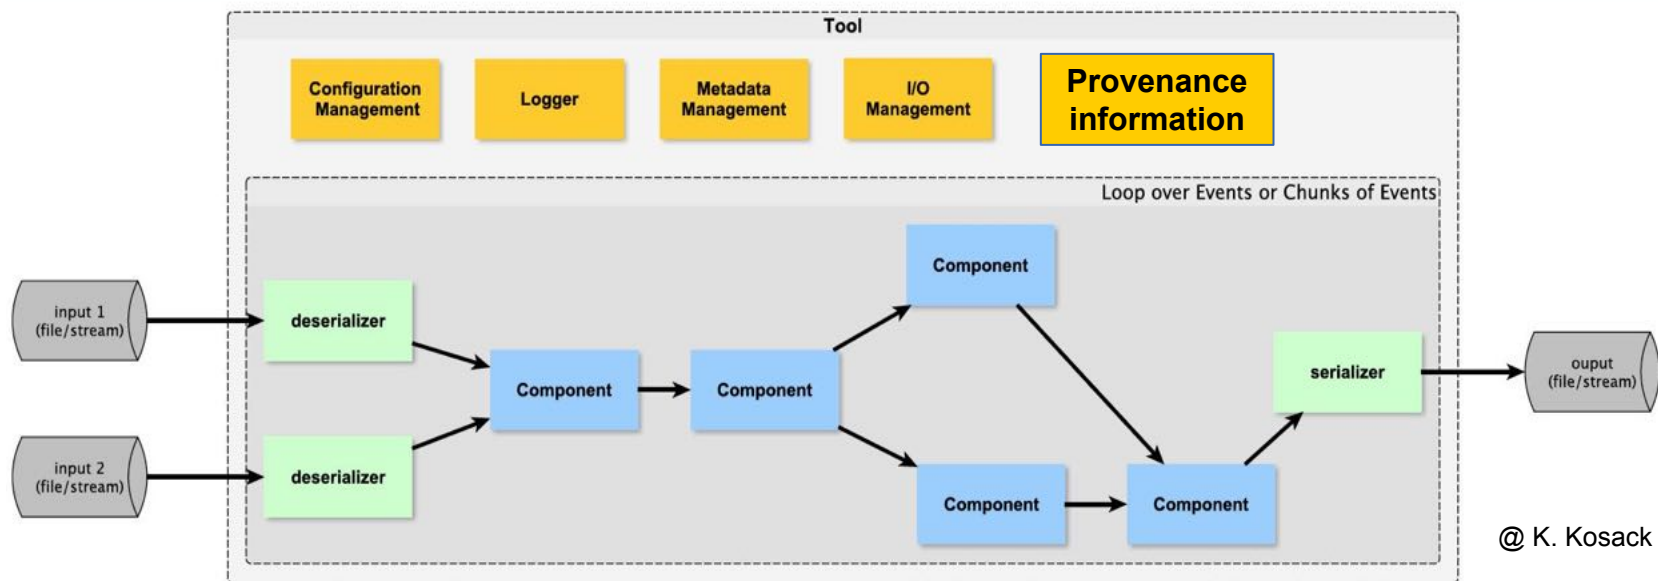 Tool
Configuration
Management
Logger
Metadata
Management
I/O
Management
Provenance
information
Loop over Events or Chunks of Events
input 1
(file/stream)
deserializer
Component
Component
Component
serializer
ouput
(file/stream)
input 2
(file/stream)
deserializer
Component
Component
@ K. Kosack